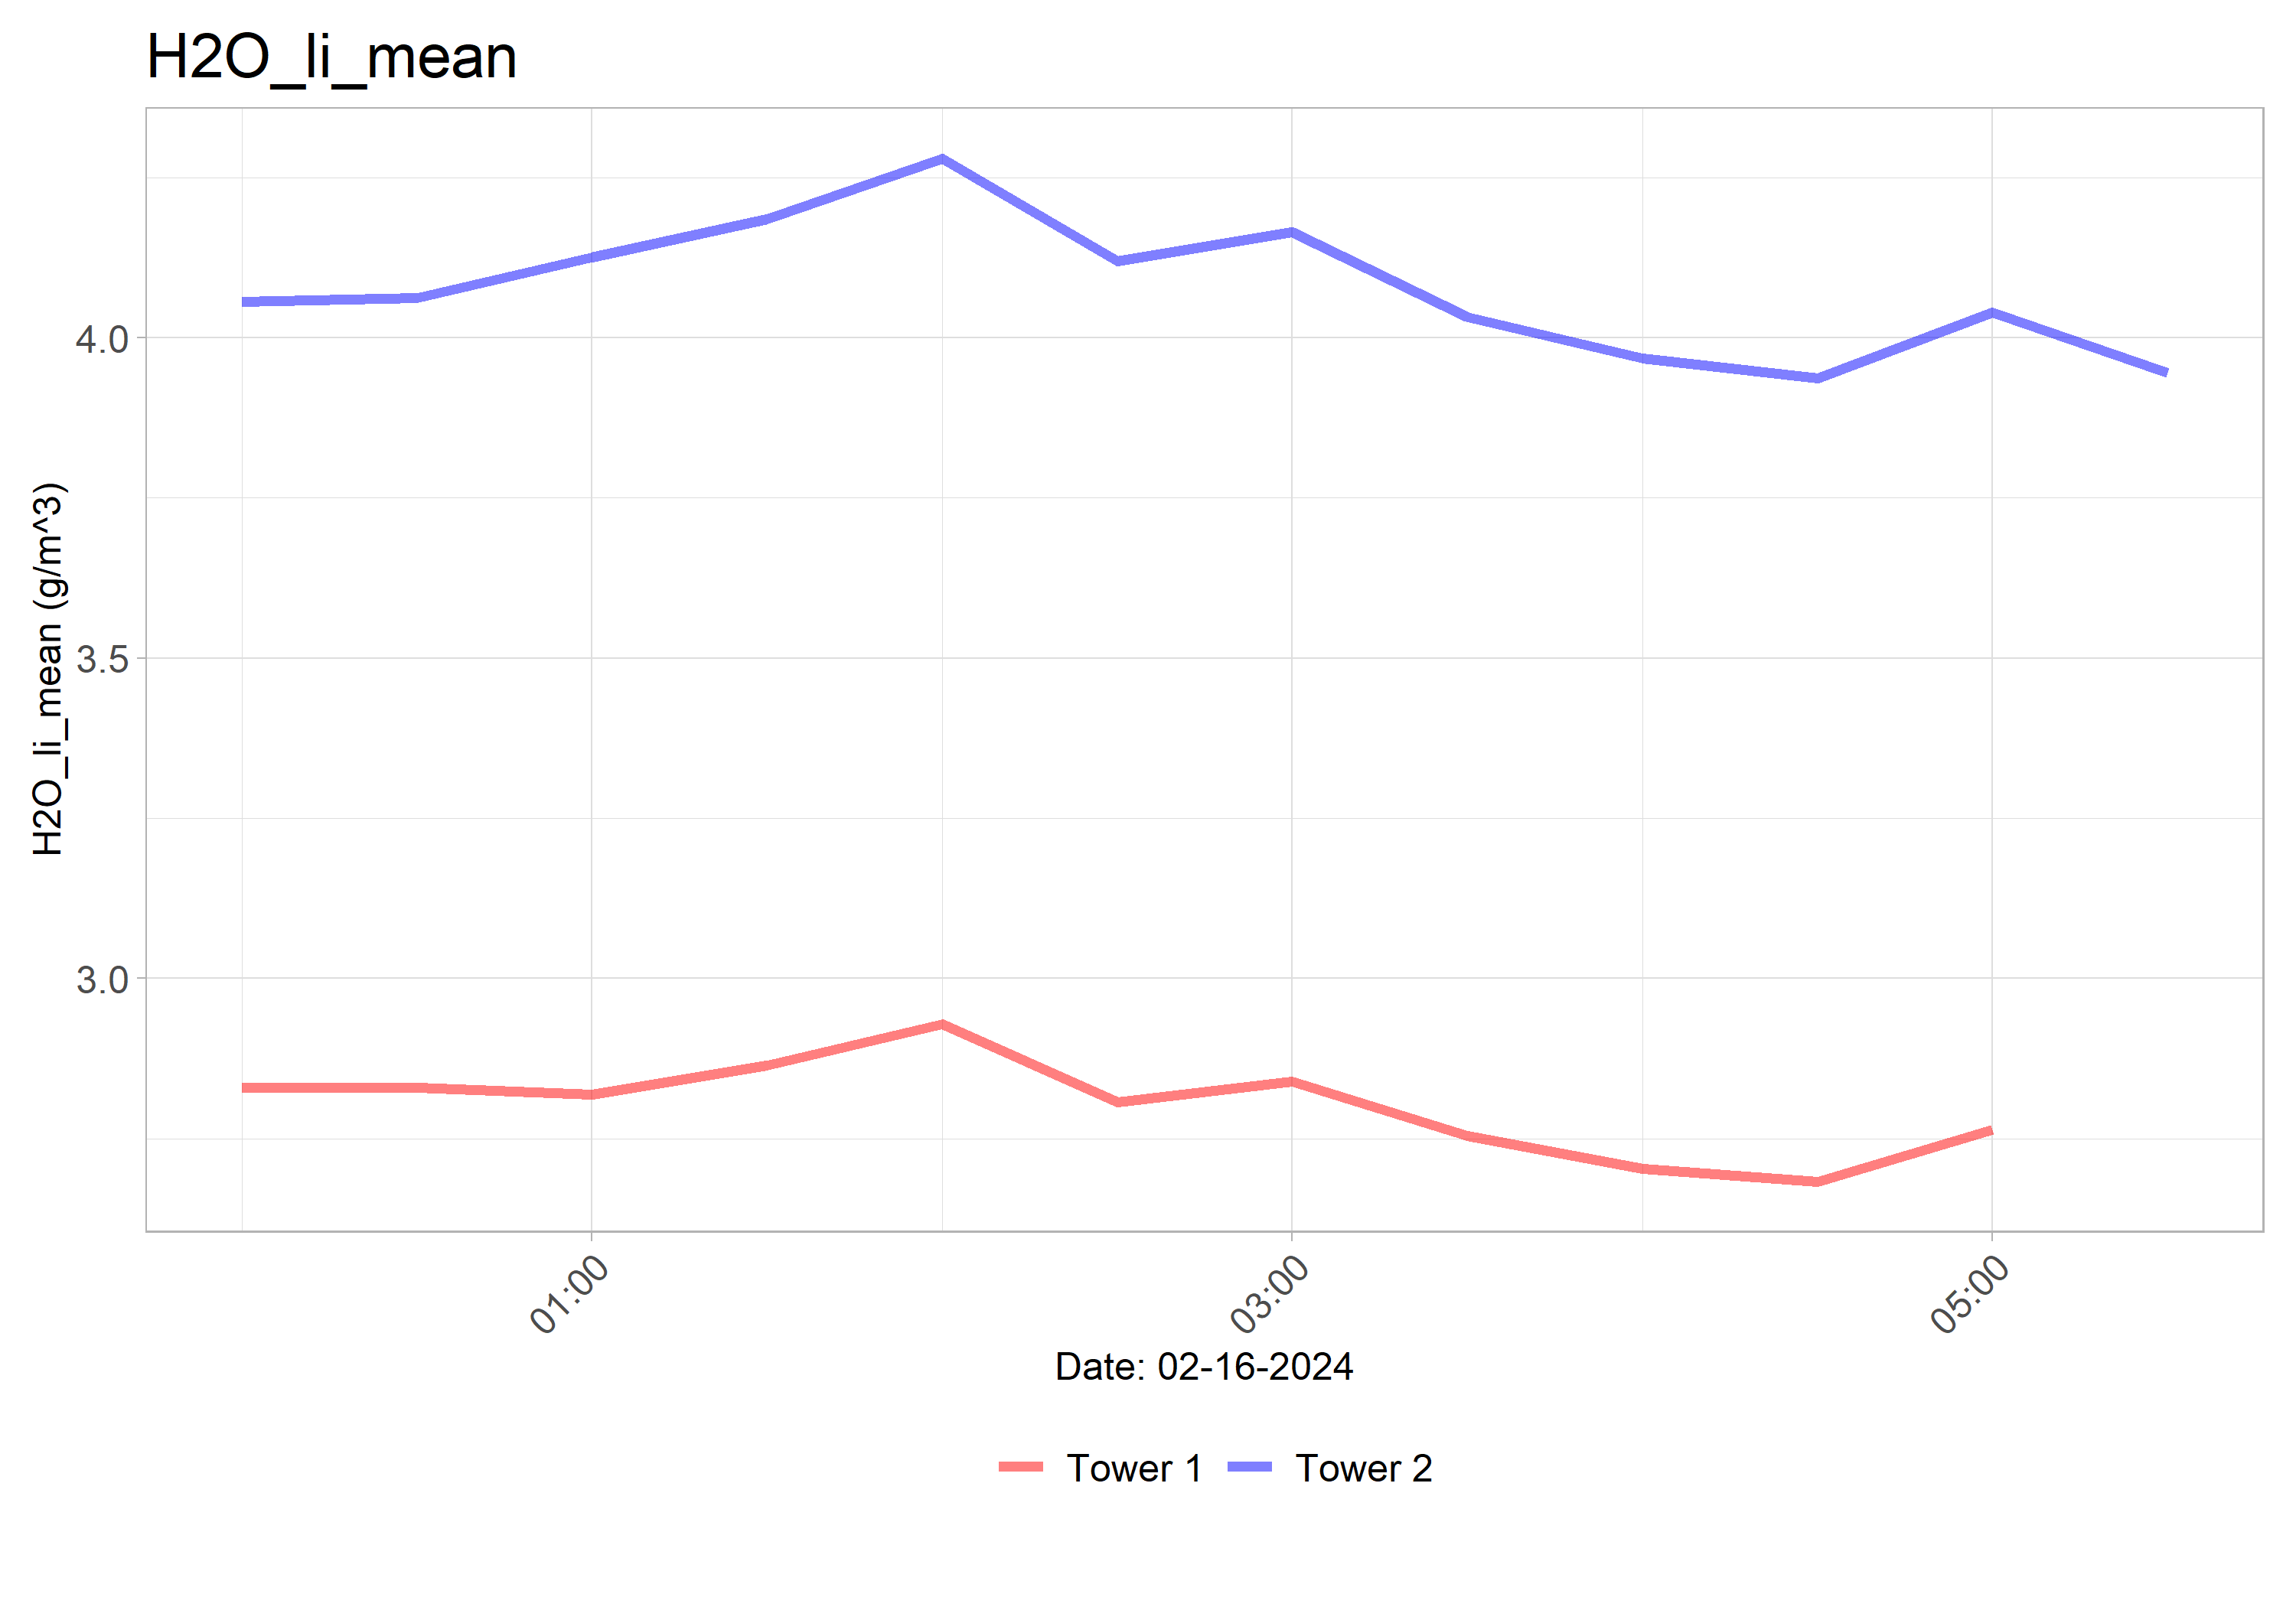 H2O_li_mean
H2O_li_mean (g/m^3)
4.0
3.5
3.0
01:00
03:00
05:00
Date: 02-16-2024
Tower 1
Tower 2